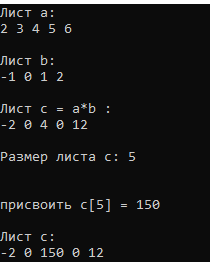 Лист a:
2 3 4 5 6
Лист b:
-1 0 1 2
Лист c = a*b :
-2 0 4 0 12
Размер листа c: 5
присвоить c[5] = 150
Лист c:
-2 0 150 0 12